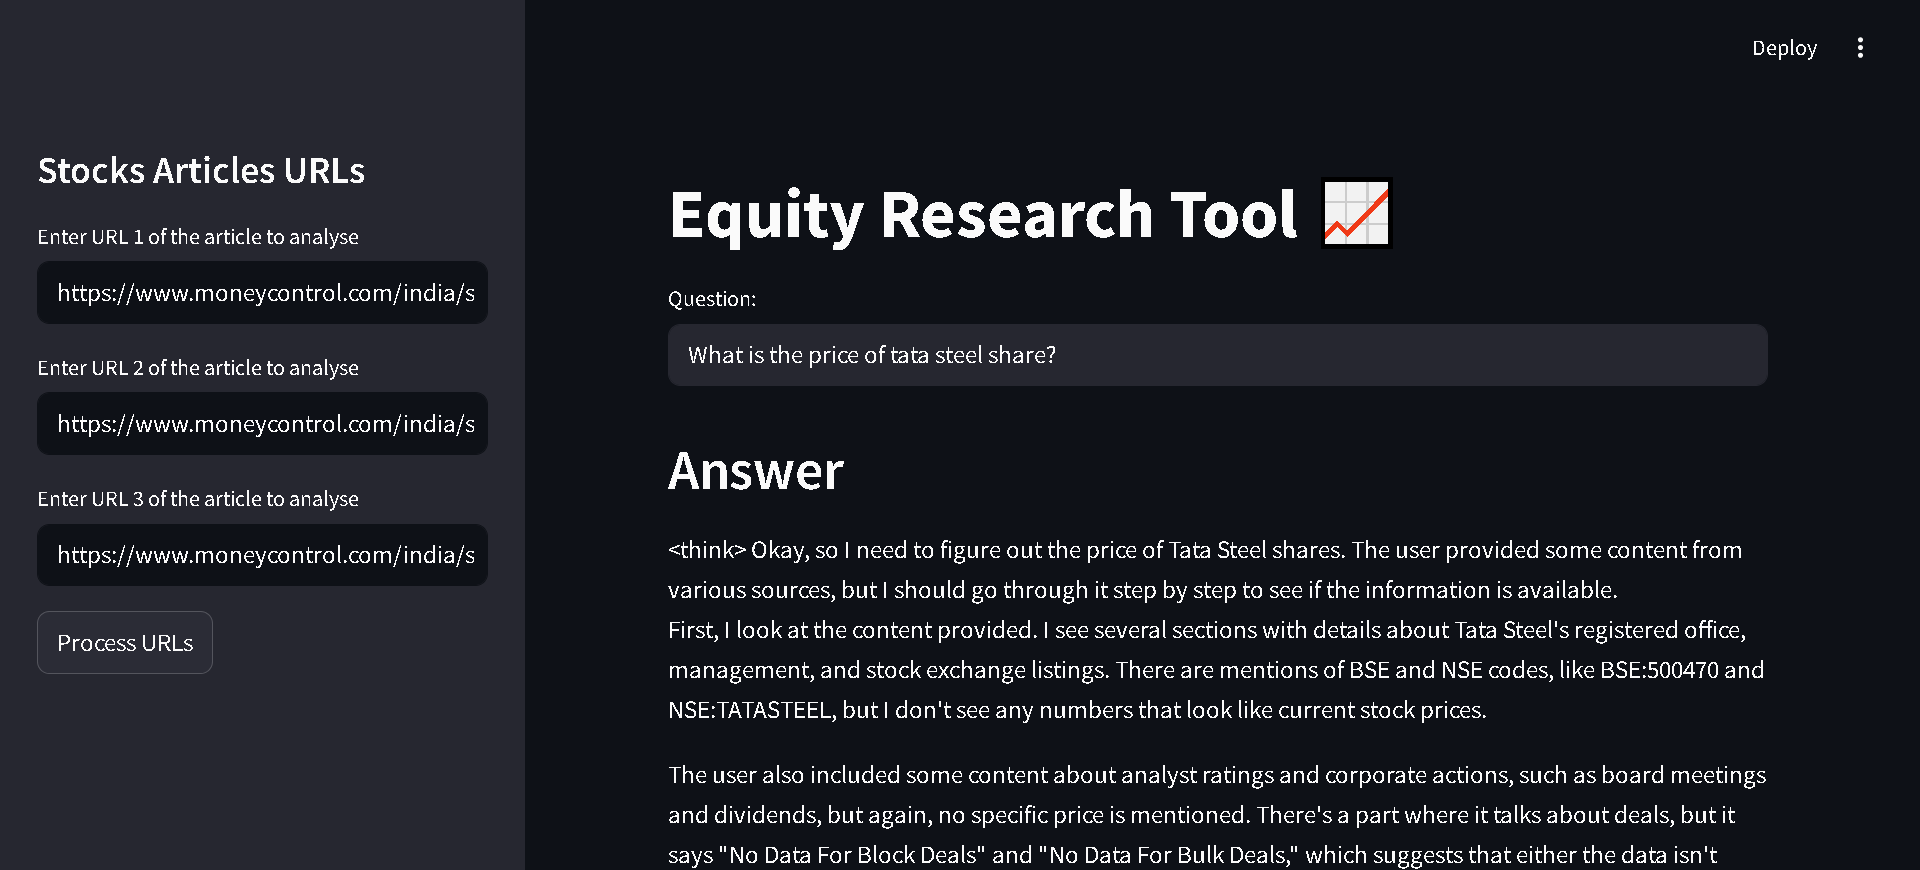 Deploy
Stocks Articles URLs
Enter URL 1 of the article to analyse
https://www.moneycontrol.com/india/s
Enter URL 2 of the article to analyse
https://www.moneycontrol.com/india/s
Enter URL 3 of the article to analyse
https://www.moneycontrol.com/india/s
Process URLs
Equity Research Tool
Question:
What is the price of tata steel share?
Answer
<think> Okay, so I need to figure out the price of Tata Steel shares. The user provided some content from
various sources, but I should go through it step by step to see if the information is available.
First, I look at the content provided. I see several sections with details about Tata Steel's registered office,
management, and stock exchange listings. There are mentions of BSE and NSE codes, like BSE:500470 and
NSE:TATASTEEL, but I don't see any numbers that look like current stock prices.
The user also included some content about analyst ratings and corporate actions, such as board meetings
and dividends, but again, no specific price is mentioned. There's a part where it talks about deals, but it
says "No Data For Block Deals" and "No Data For Bulk Deals," which suggests that either the data isn't